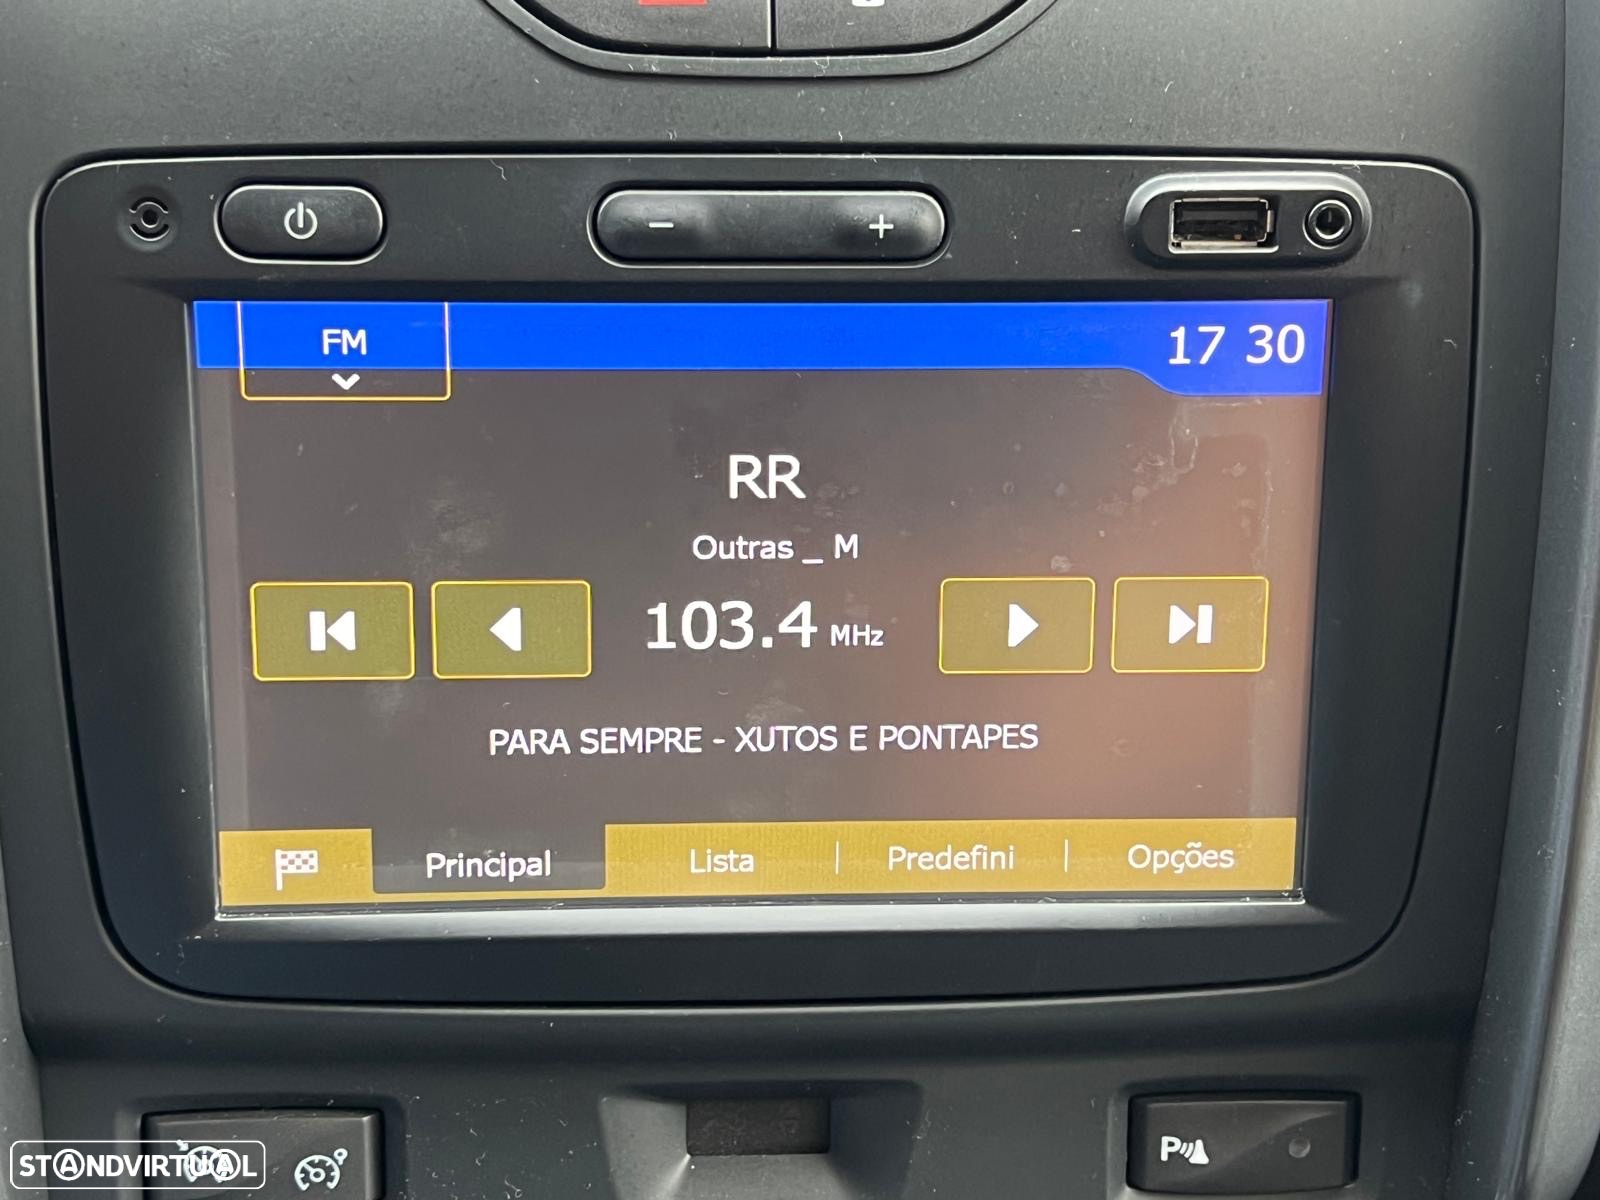 FM
17 30
RR
Outras _ M
103.4 MHz
PARA SEMPRE - XUTOS E PONTAPES
Principal
Lista
Predefini
Opções
P
STANDVIRTUAL